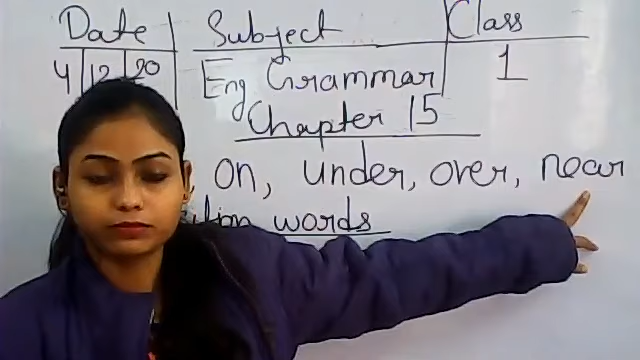 Date Subject Class
4 12 20 Eng Grammar 1
Chapter 15
on, under, over, near
words